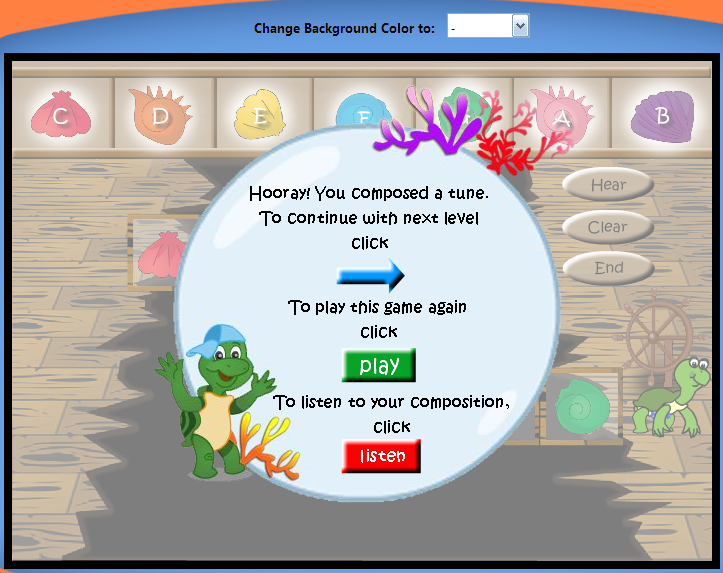 Change Background Color to: -
C D E F G A B
Hooray! You composed a tune.
To continue with next level
click
To play this game again
click
play
To listen to your composition,
click
listen
Hear
Clear
End